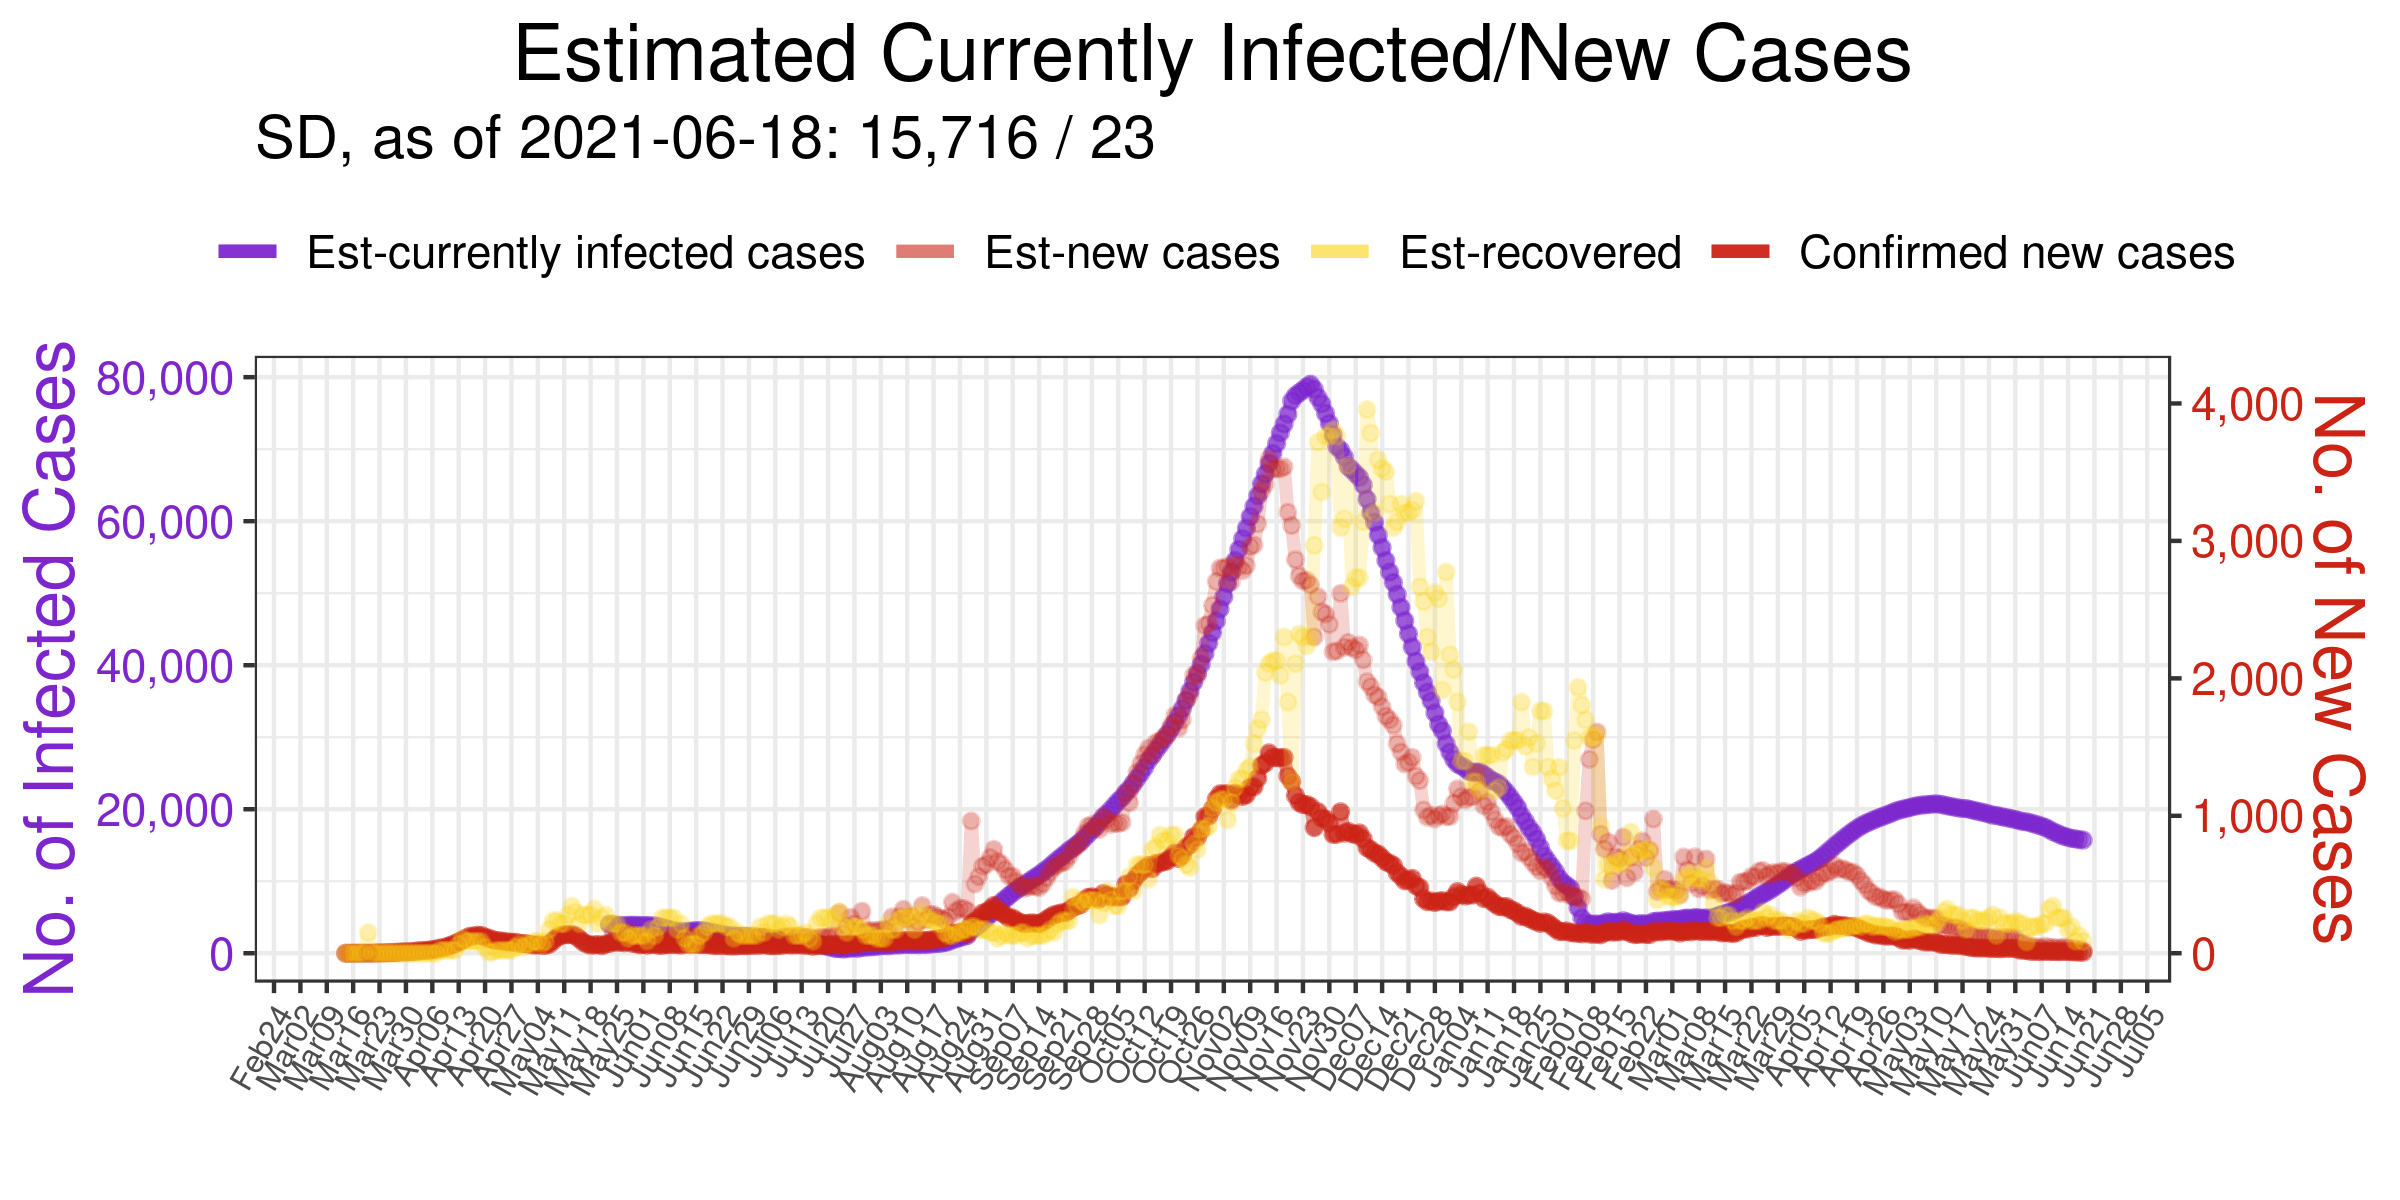 Estimated Currently Infected/New Cases
SD, as of 2021-06-18: 15,716 / 23
Est-currently infected cases Est-new cases Est-recovered Confirmed new cases
No. of Infected Cases
80,000
60,000
40,000
20,000
0
4,000
3,000
2,000
1,000
0
No. of New Cases
Feb24 Mar02 Mar09 Mar16 Mar23 Mar30 Apr06 Apr13 Apr20 Apr27 May04 May11 May18 May25 Jun01 Jun08 Jun15 Jun22 Jun29 Jul06 Jul13 Jul20 Jul27 Aug03 Aug10 Aug17 Aug24 Aug31 Sep07 Sep14 Sep21 Sep28 Oct05 Oct12 Oct19 Oct26 Nov02 Nov09 Nov16 Nov23 Nov30 Dec07 Dec14 Dec21 Dec28 Jan04 Jan11 Jan18 Jan25 Feb01 Feb08 Feb15 Feb22 Mar01 Mar08 Mar15 Mar22 Mar29 Apr05 Apr12 Apr19 Apr26 May03 May10 May17 May24 May31 Jun07 Jun14 Jun21 Jun28 Jul05